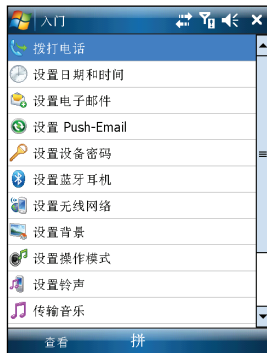 入门
拨打电话
设置日期和时间
设置电子邮件
设置 Push-Email
设置设备密码
设置蓝牙耳机
设置无线网络
设置背景
设置操作模式
设置铃声
传输音乐
查看 拼